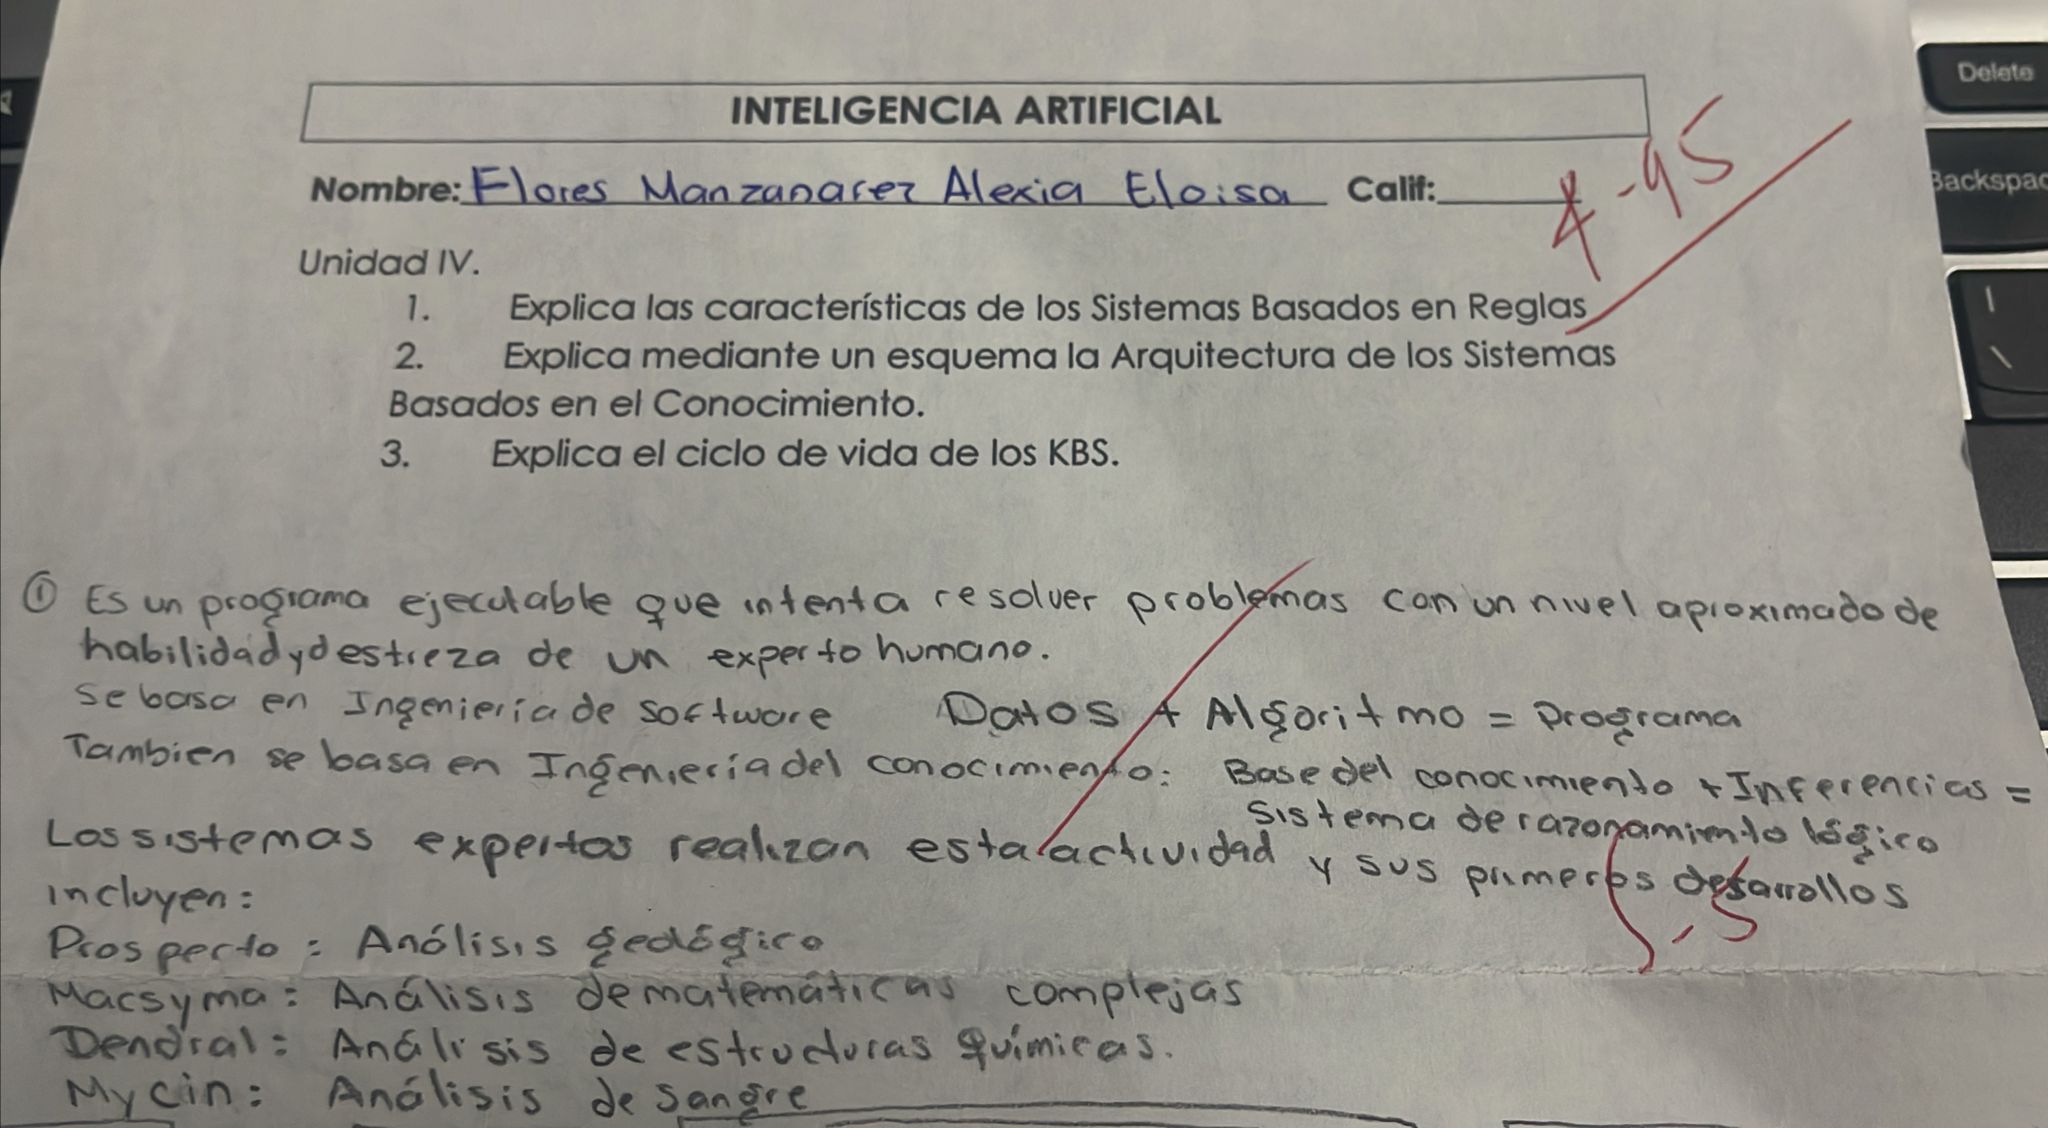 INTELIGENCIA ARTIFICIAL
Nombre: Flores Manzanarez Alexia Eloisa Calif:
Unidad IV.
1. Explica las características de los Sistemas Basados en Reglas
2. Explica mediante un esquema la Arquitectura de los Sistemas
Basados en el Conocimiento.
3. Explica el ciclo de vida de los KBS.
① Es un programa ejecutable que intenta resolver problemas con un nivel aproximado de
habilidad y destreza de un experto humano.
Se basa en Ingenieria de software Datos + Algoritmo = Programa
Tambien se basa en Ingeniería del conocimiento: Base del conocimiento + Inferencias =
Sistema de razonamiento lógico
Los sistemas expertos realizan esta actividad y sus primeros desarrollos
incluyen:
Prospecto: Análisis geológico
Macsyma: Análisis de matemáticas complejas
Dendral: Análisis de estructuras químicas.
Mycin: Análisis de sangre
Delete
Backspac